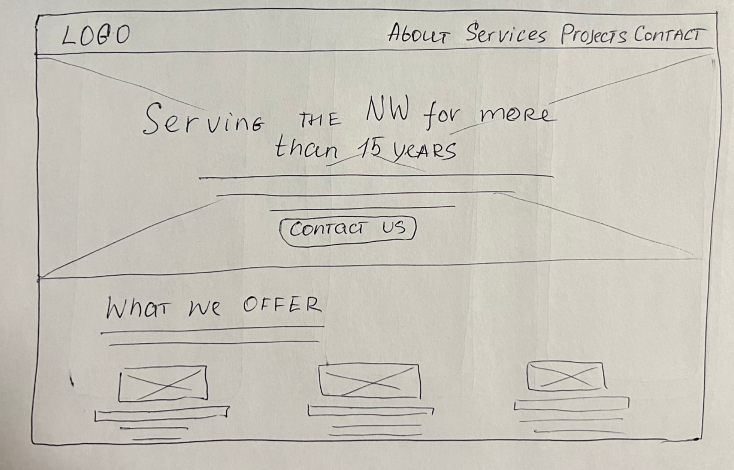 LOGO
About Services Projects Contact
Serving the NW for more
than 15 years
Contact us
What we offer